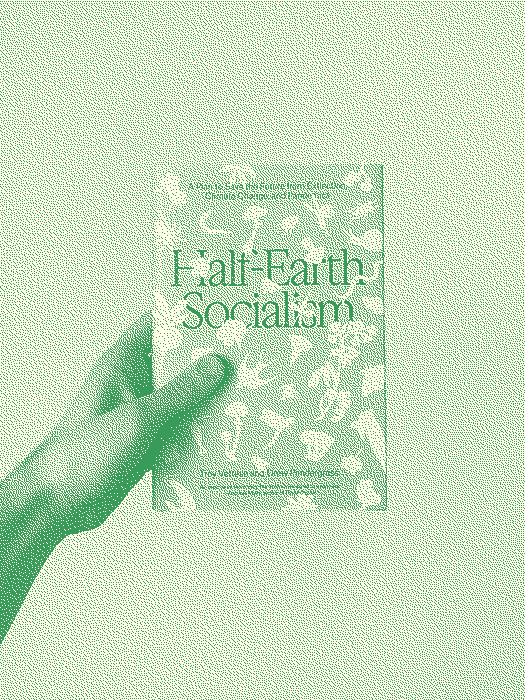 A Plan to Save the Future from Extinction,
Climate Change and Pandemics
Half-Earth
Socialism
Troy Vettese and Drew Pendergrass